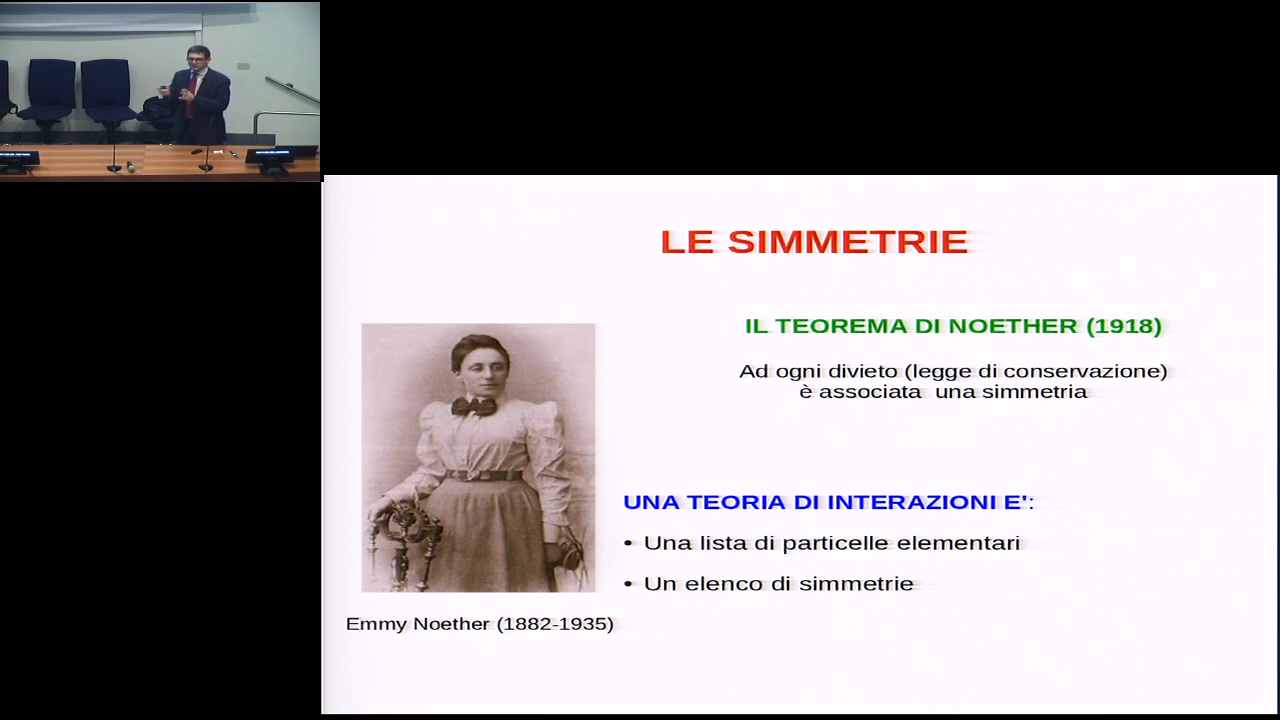 LE SIMMETRIE
IL TEOREMA DI NOETHER (1918)
Ad ogni divieto (legge di conservazione)
è associata una simmetria
UNA TEORIA DI INTERAZIONI E':
• Una lista di particelle elementari
• Un elenco di simmetrie
Emmy Noether (1882-1935)